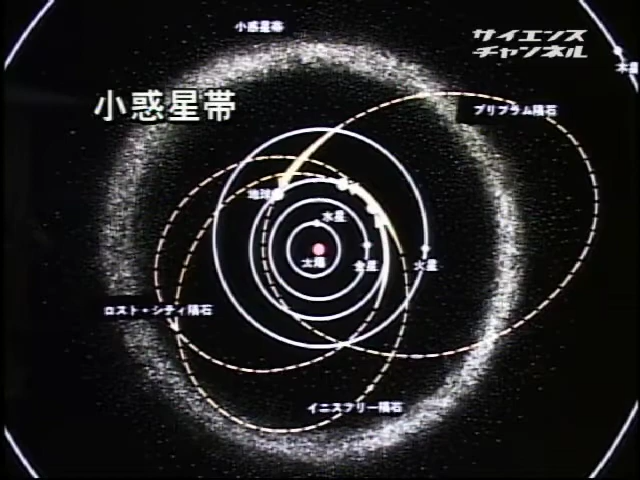 小惑星帯
サイエンス
チャンネル
木星
小惑星帯
プリブラム隕石
地球
水星
太陽
金星
火星
ロスト・シティ隕石
イニスフリー隕石